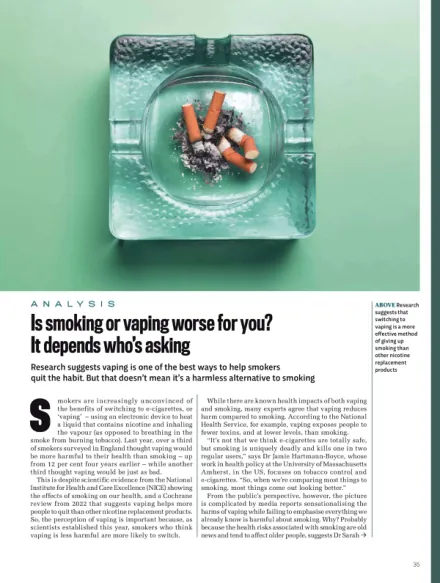 ANALYSIS
Is smoking or vaping worse for you?
It depends who's asking
Research suggests vaping is one of the best ways to help smokers
quit the habit. But that doesn't mean it's a harmless alternative to smoking
Smokers are increasingly unconvinced of
the benefits of switching to e-cigarettes, or
'vaping' – using an electronic device to heat
a liquid that contains nicotine and inhaling
the vapour (as opposed to breathing in the
smoke from burning tobacco). Last year, over a third
of smokers surveyed in England thought vaping would
be more harmful to their health than smoking – up
from 12 per cent four years earlier – while another
third thought vaping would be just as bad.
This is despite scientific evidence from the National
Institute for Health and Care Excellence (NICE) showing
the effects of smoking on our health, and a Cochrane
review from 2022 that suggests vaping helps more
people to quit than other nicotine replacement products.
So, the perception of vaping is important because, as
scientists established this year, smokers who think
vaping is less harmful are more likely to switch.
While there are known health impacts of both vaping
and smoking, many experts agree that vaping reduces
harm compared to smoking. According to the National
Health Service, for example, vaping exposes people to
fewer toxins, and at lower levels, than smoking.
"It's not that we think e-cigarettes are totally safe,
but smoking is uniquely deadly and kills one in two
regular users," says Dr Jamie Hartmann-Boyce, whose
work in health policy at the University of Massachusetts
Amherst, in the US, focuses on tobacco control and
e-cigarettes. "So, when we're comparing most things to
smoking, most things come out looking better."
From the public's perspective, however, the picture
is complicated by media reports sensationalising the
harms of vaping while failing to emphasise everything we
already know is harmful about smoking. Why? Probably
because the health risks associated with smoking are old
news and tend to affect older people, suggests Dr Sarah →
ABOVE Research
suggests that
switching to
vaping is a more
effective method
of giving up
smoking than
other nicotine
replacement
products
35